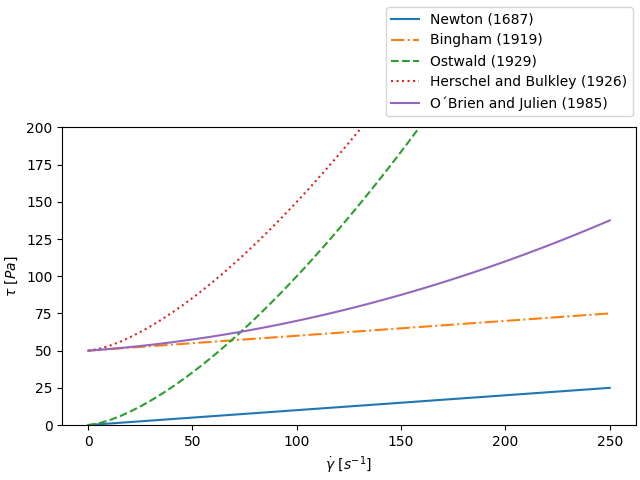 Newton (1687)
Bingham (1919)
Ostwald (1929)
Herschel and Bulkley (1926)
O´Brien and Julien (1985)
200
175
150
125
100
75
50
25
0
τ [Pa]
0 50 100 150 200 250
γ̇ [s⁻¹]